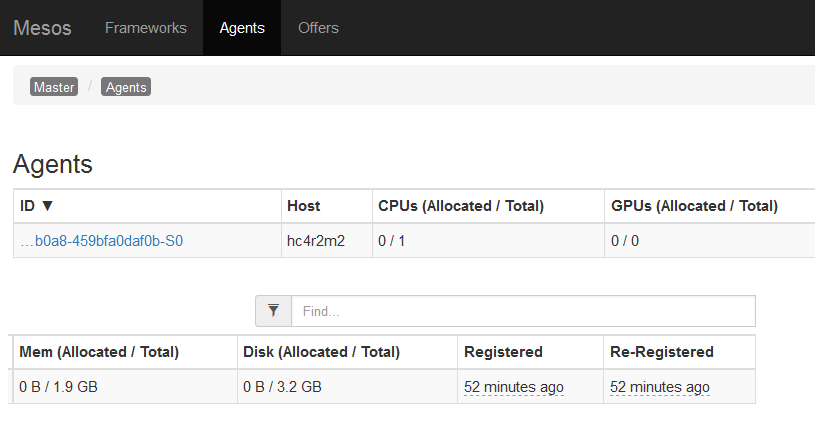 Mesos Frameworks Agents Offers
Master / Agents
Agents
ID ▼ Host CPUs (Allocated / Total) GPUs (Allocated / Total)
…b0a8-459bfa0daf0b-S0 hc4r2m2 0 / 1 0 / 0
Find...
Mem (Allocated / Total) Disk (Allocated / Total) Registered Re-Registered
0 B / 1.9 GB 0 B / 3.2 GB 52 minutes ago 52 minutes ago